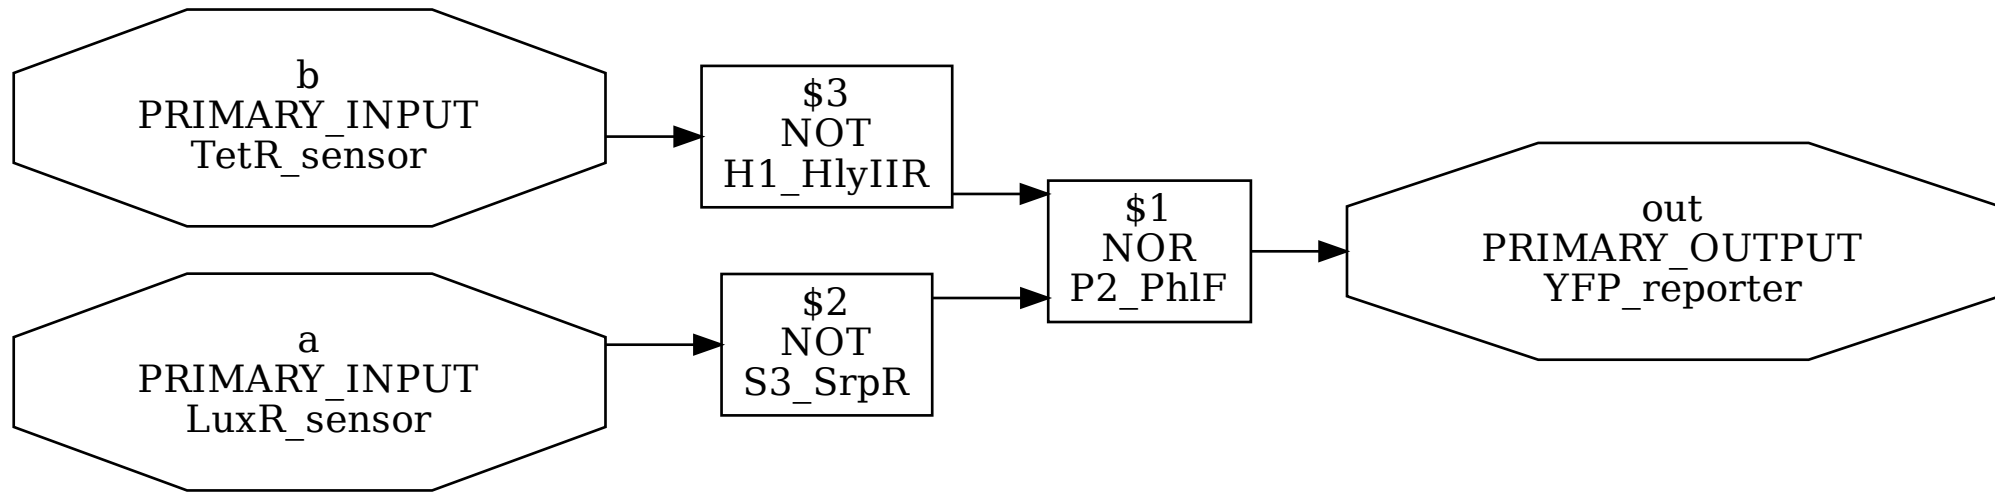 b
PRIMARY_INPUT
TetR_sensor
$3
NOT
H1_HlyIIR
a
PRIMARY_INPUT
LuxR_sensor
$2
NOT
S3_SrpR
$1
NOR
P2_PhlF
out
PRIMARY_OUTPUT
YFP_reporter